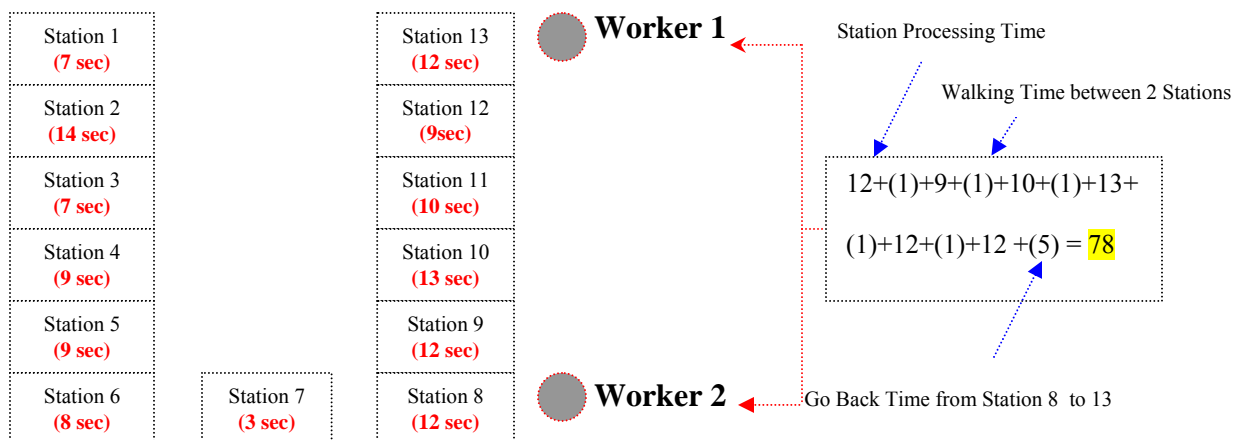 Station 1
(7 sec)
Station 2
(14 sec)
Station 3
(7 sec)
Station 4
(9 sec)
Station 5
(9 sec)
Station 6
(8 sec)
Station 7
(3 sec)
Station 13
(12 sec)
Station 12
(9sec)
Station 11
(10 sec)
Station 10
(13 sec)
Station 9
(12 sec)
Station 8
(12 sec)
Worker 1
Worker 2
Station Processing Time
Walking Time between 2 Stations
12+(1)+9+(1)+10+(1)+13+
(1)+12+(1)+12 +(5) = 78
Go Back Time from Station 8 to 13